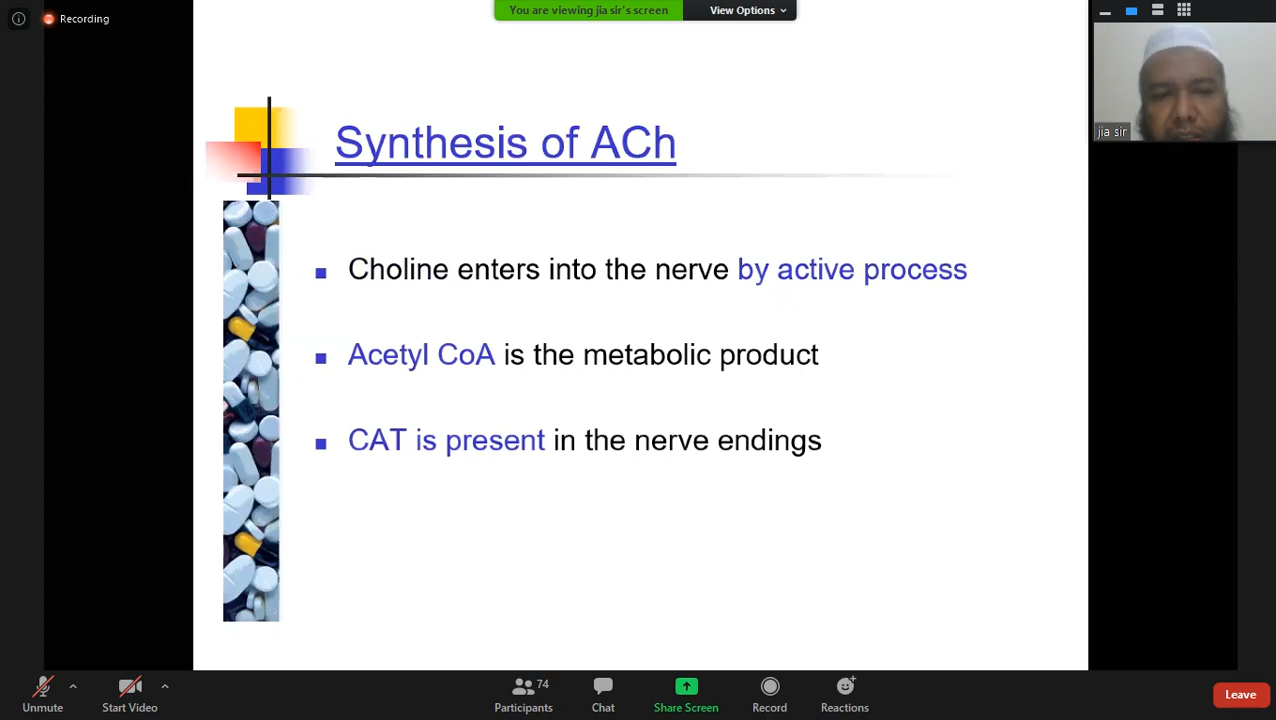 Recording
You are viewing jia sir's screen
View Options
jia sir
Synthesis of ACh
Choline enters into the nerve by active process
Acetyl CoA is the metabolic product
CAT is present in the nerve endings
Unmute
Start Video
Participants
74
Chat
Share Screen
Record
Reactions
Leave